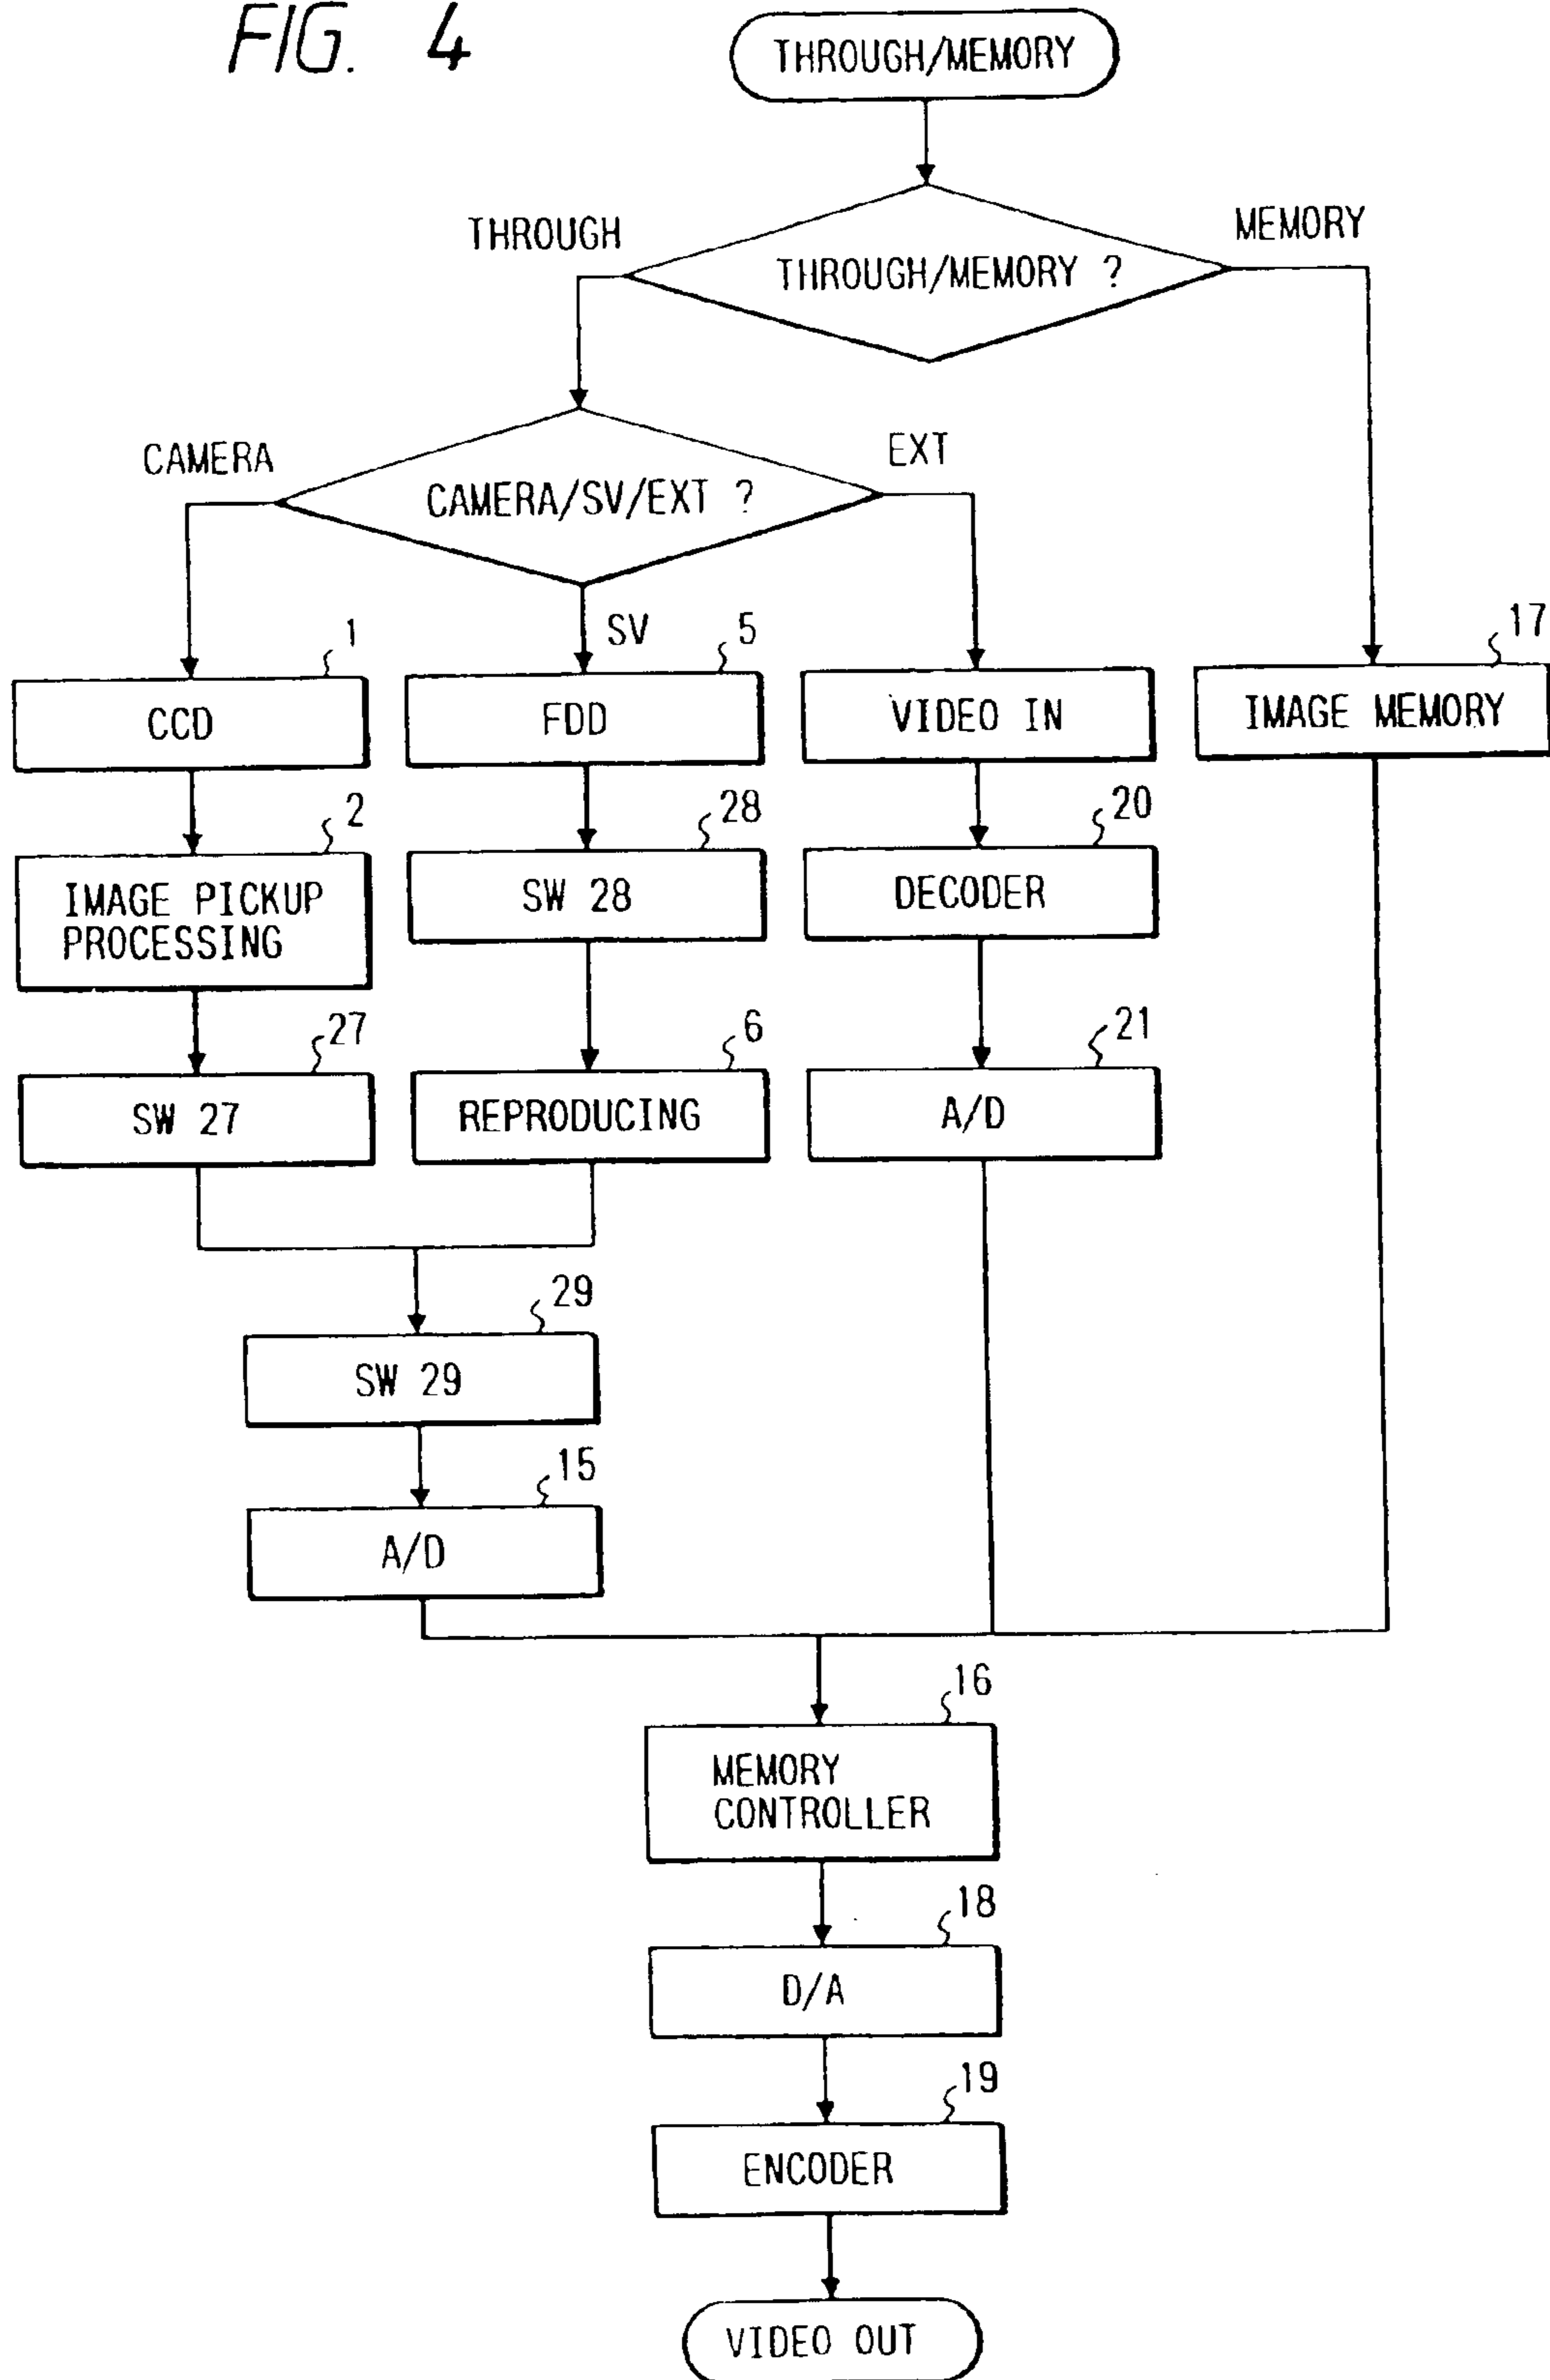 FIG. 4
THROUGH/MEMORY
THROUGH
MEMORY
THROUGH/MEMORY ?
CAMERA
EXT
CAMERA/SV/EXT ?
SV
1
5
17
CCD
FDD
VIDEO IN
IMAGE MEMORY
2
28
20
IMAGE PICKUP
PROCESSING
SW 28
DECODER
27
6
21
SW 27
REPRODUCING
A/D
29
SW 29
15
A/D
16
MEMORY
CONTROLLER
18
D/A
19
ENCODER
VIDEO OUT